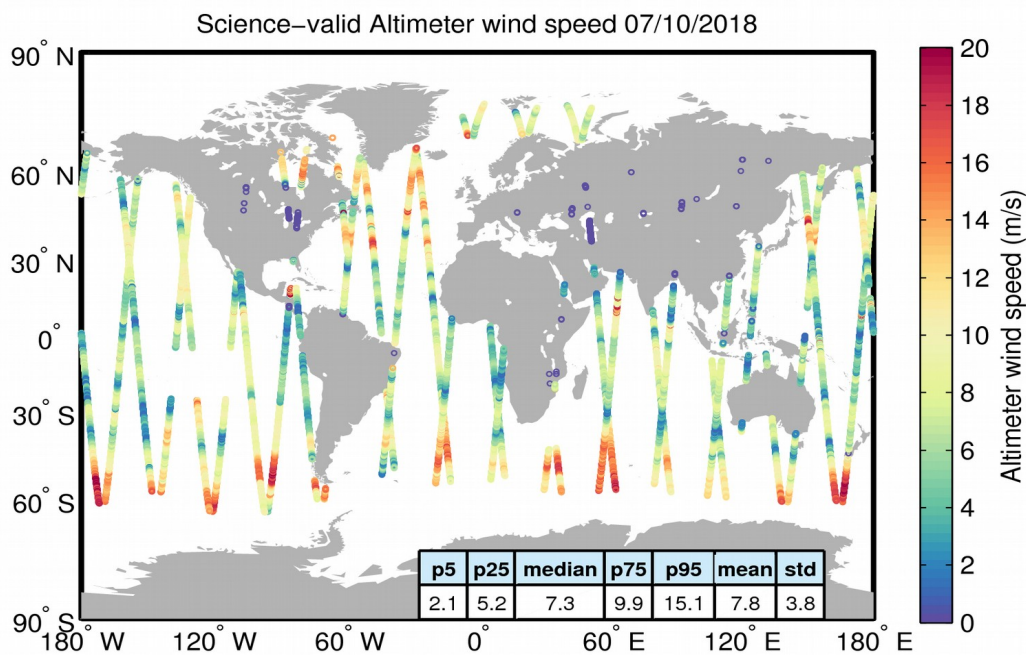 Science−valid Altimeter wind speed 07/10/2018
90° N
60° N
30° N
0°
30° S
60° S
90° S
180° W
120° W
60° W
0°
60° E
120° E
180° E
p5 p25 median p75 p95 mean std
2.1 5.2 7.3 9.9 15.1 7.8 3.8
20
18
16
14
12
10
8
6
4
2
0
Altimeter wind speed (m/s)